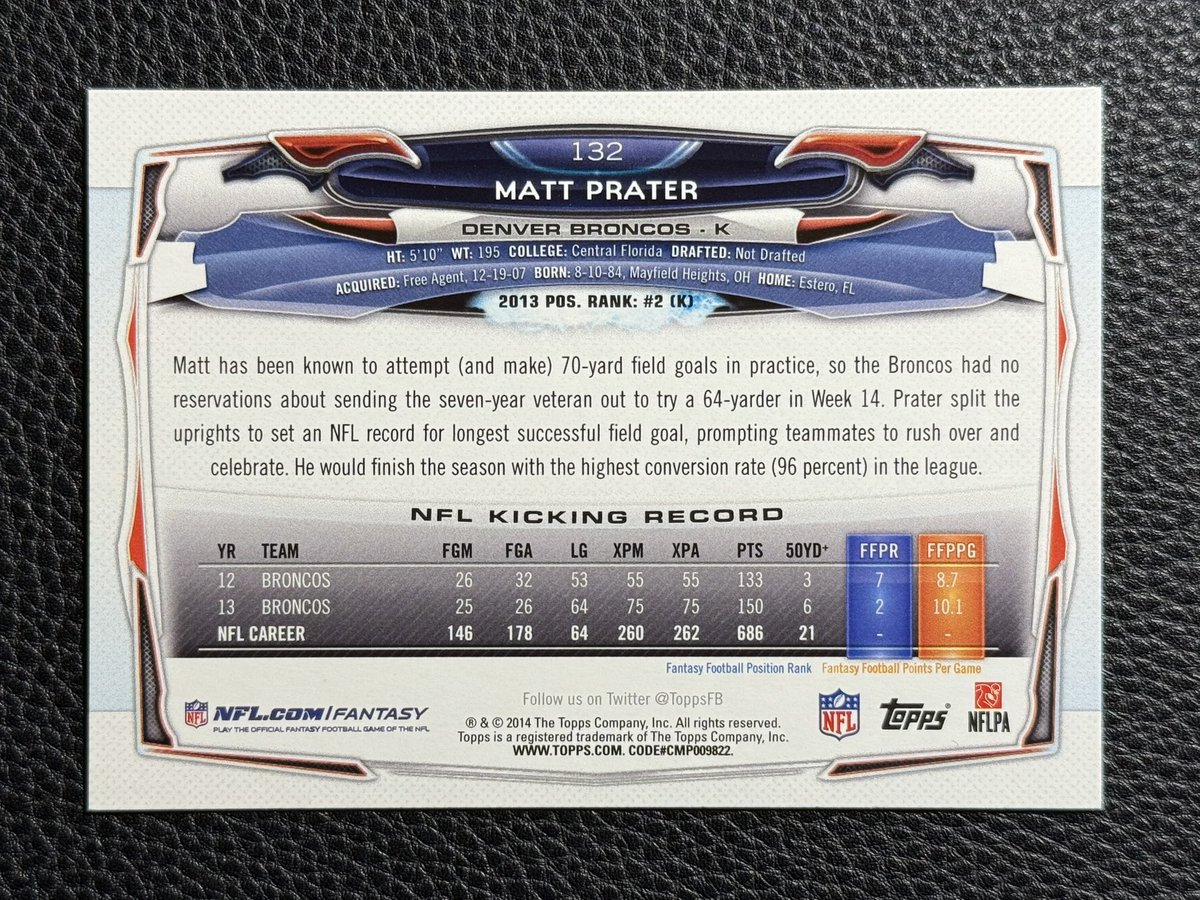 132
MATT PRATER
DENVER BRONCOS - K
HT: 5'10" WT: 195 COLLEGE: Central Florida DRAFTED: Not Drafted
ACQUIRED: Free Agent, 12-19-07 BORN: 8-10-84, Mayfield Heights, OH HOME: Estero, FL
2013 POS. RANK: #2 (K)
Matt has been known to attempt (and make) 70-yard field goals in practice, so the Broncos had no
reservations about sending the seven-year veteran out to try a 64-yarder in Week 14. Prater split the
uprights to set an NFL record for longest successful field goal, prompting teammates to rush over and
celebrate. He would finish the season with the highest conversion rate (96 percent) in the league.
NFL KICKING RECORD
YR TEAM FGM FGA LG XPM XPA PTS 50YD+ FFPR FFPPG
12 BRONCOS 26 32 53 55 55 133 3 7 8.7
13 BRONCOS 25 26 64 75 75 150 6 2 10.1
NFL CAREER 146 178 64 260 262 686 21 - -
Fantasy Football Position Rank Fantasy Football Points Per Game
Follow us on Twitter @ToppsFB
NFL NFL.COM/FANTASY
PLAY THE OFFICIAL FANTASY FOOTBALL GAME OF THE NFL
® & © 2014 The Topps Company, Inc. All rights reserved.
Topps is a registered trademark of The Topps Company, Inc.
WWW.TOPPS.COM. CODE#CMP009822.
NFL Topps® NFLPA